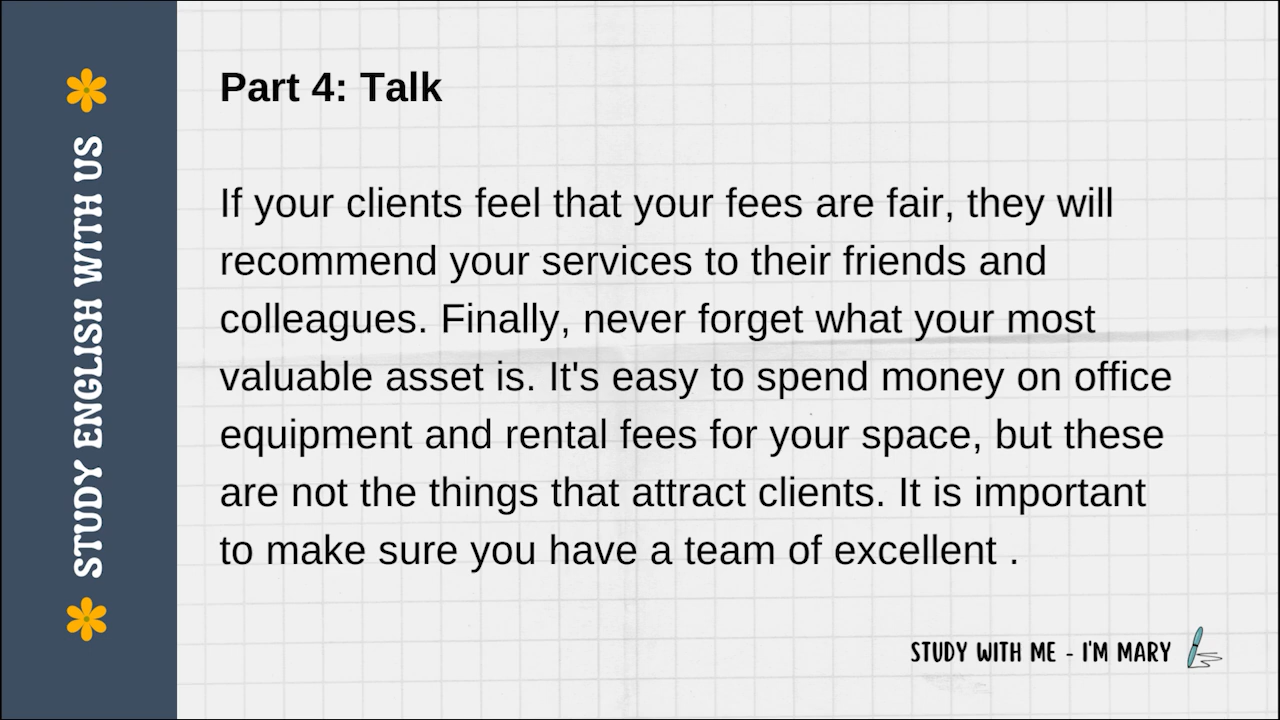 STUDY ENGLISH WITH US
Part 4: Talk
If your clients feel that your fees are fair, they will
recommend your services to their friends and
colleagues. Finally, never forget what your most
valuable asset is. It's easy to spend money on office
equipment and rental fees for your space, but these
are not the things that attract clients. It is important
to make sure you have a team of excellent .
STUDY WITH ME - I'M MARY